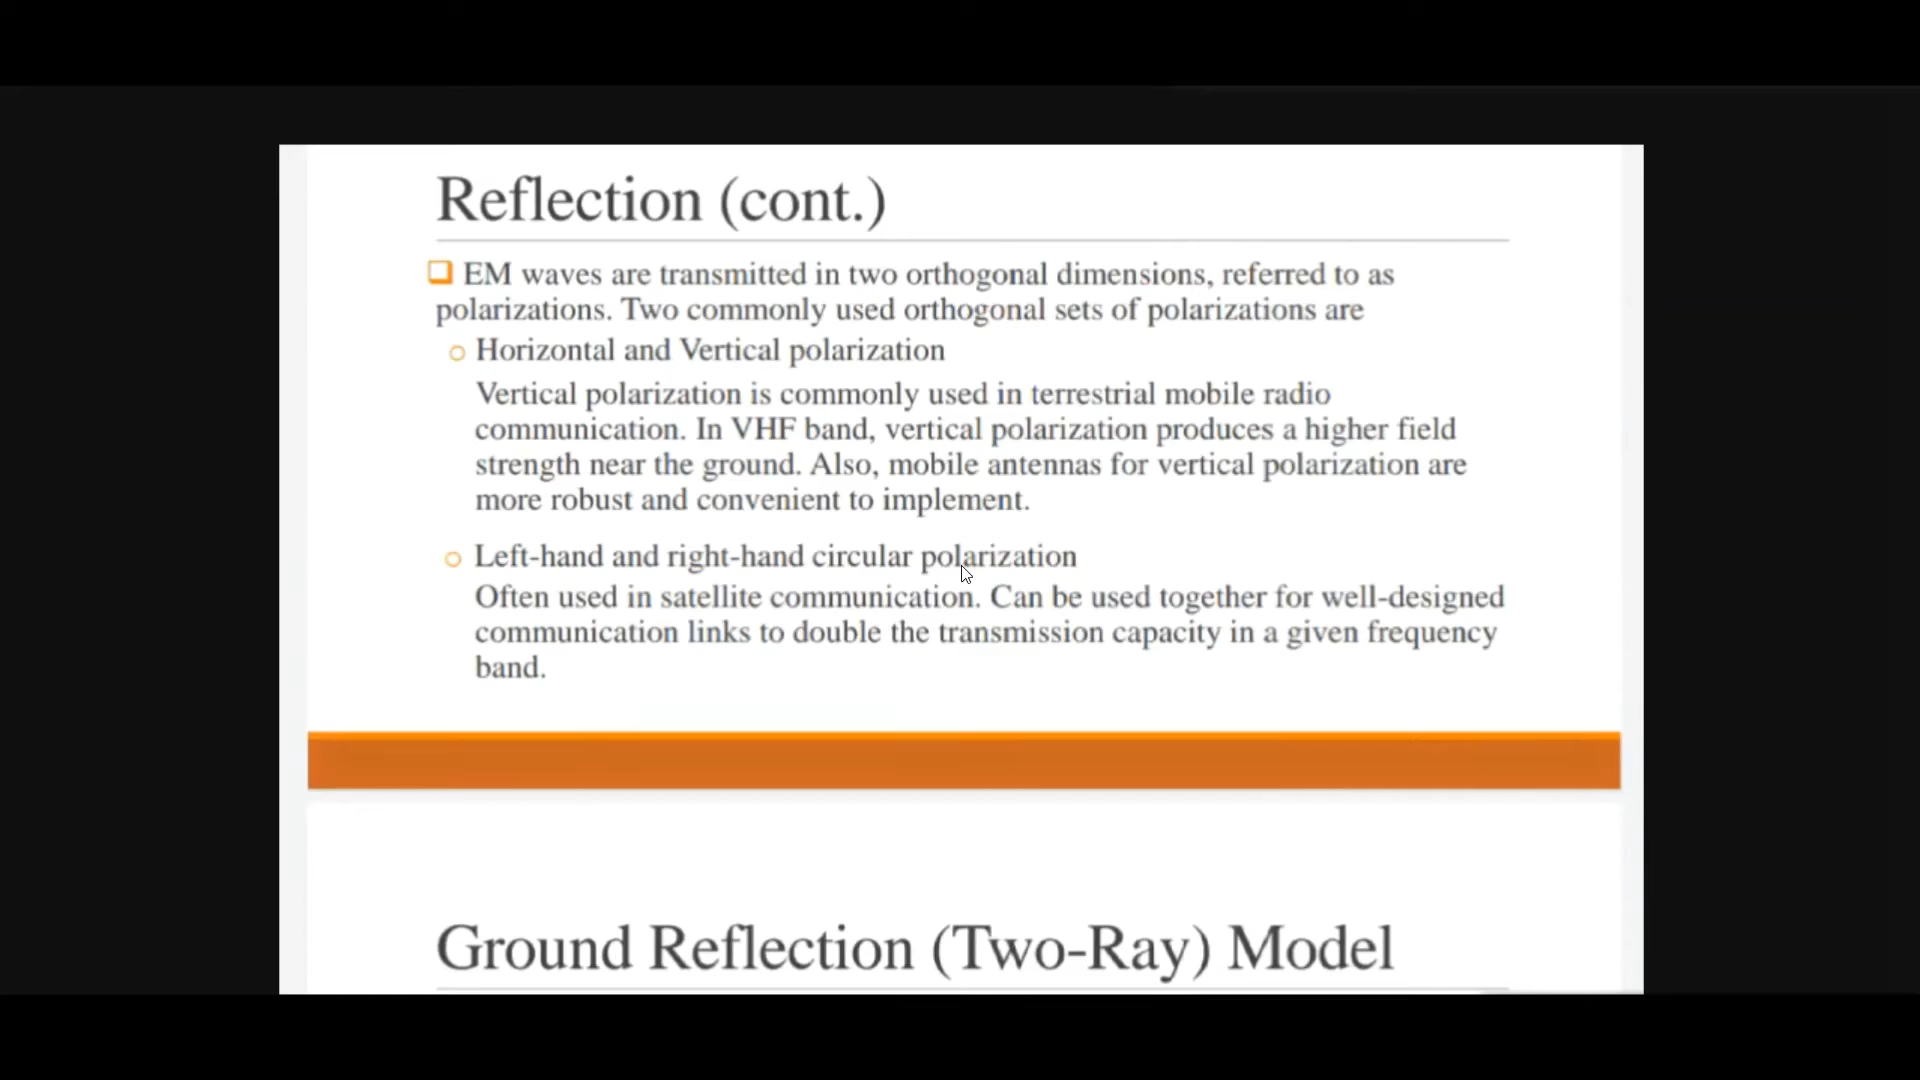 Reflection (cont.)
EM waves are transmitted in two orthogonal dimensions, referred to as
polarizations. Two commonly used orthogonal sets of polarizations are
Horizontal and Vertical polarization
Vertical polarization is commonly used in terrestrial mobile radio
communication. In VHF band, vertical polarization produces a higher field
strength near the ground. Also, mobile antennas for vertical polarization are
more robust and convenient to implement.
Left-hand and right-hand circular polarization
Often used in satellite communication. Can be used together for well-designed
communication links to double the transmission capacity in a given frequency
band.
Ground Reflection (Two-Ray) Model